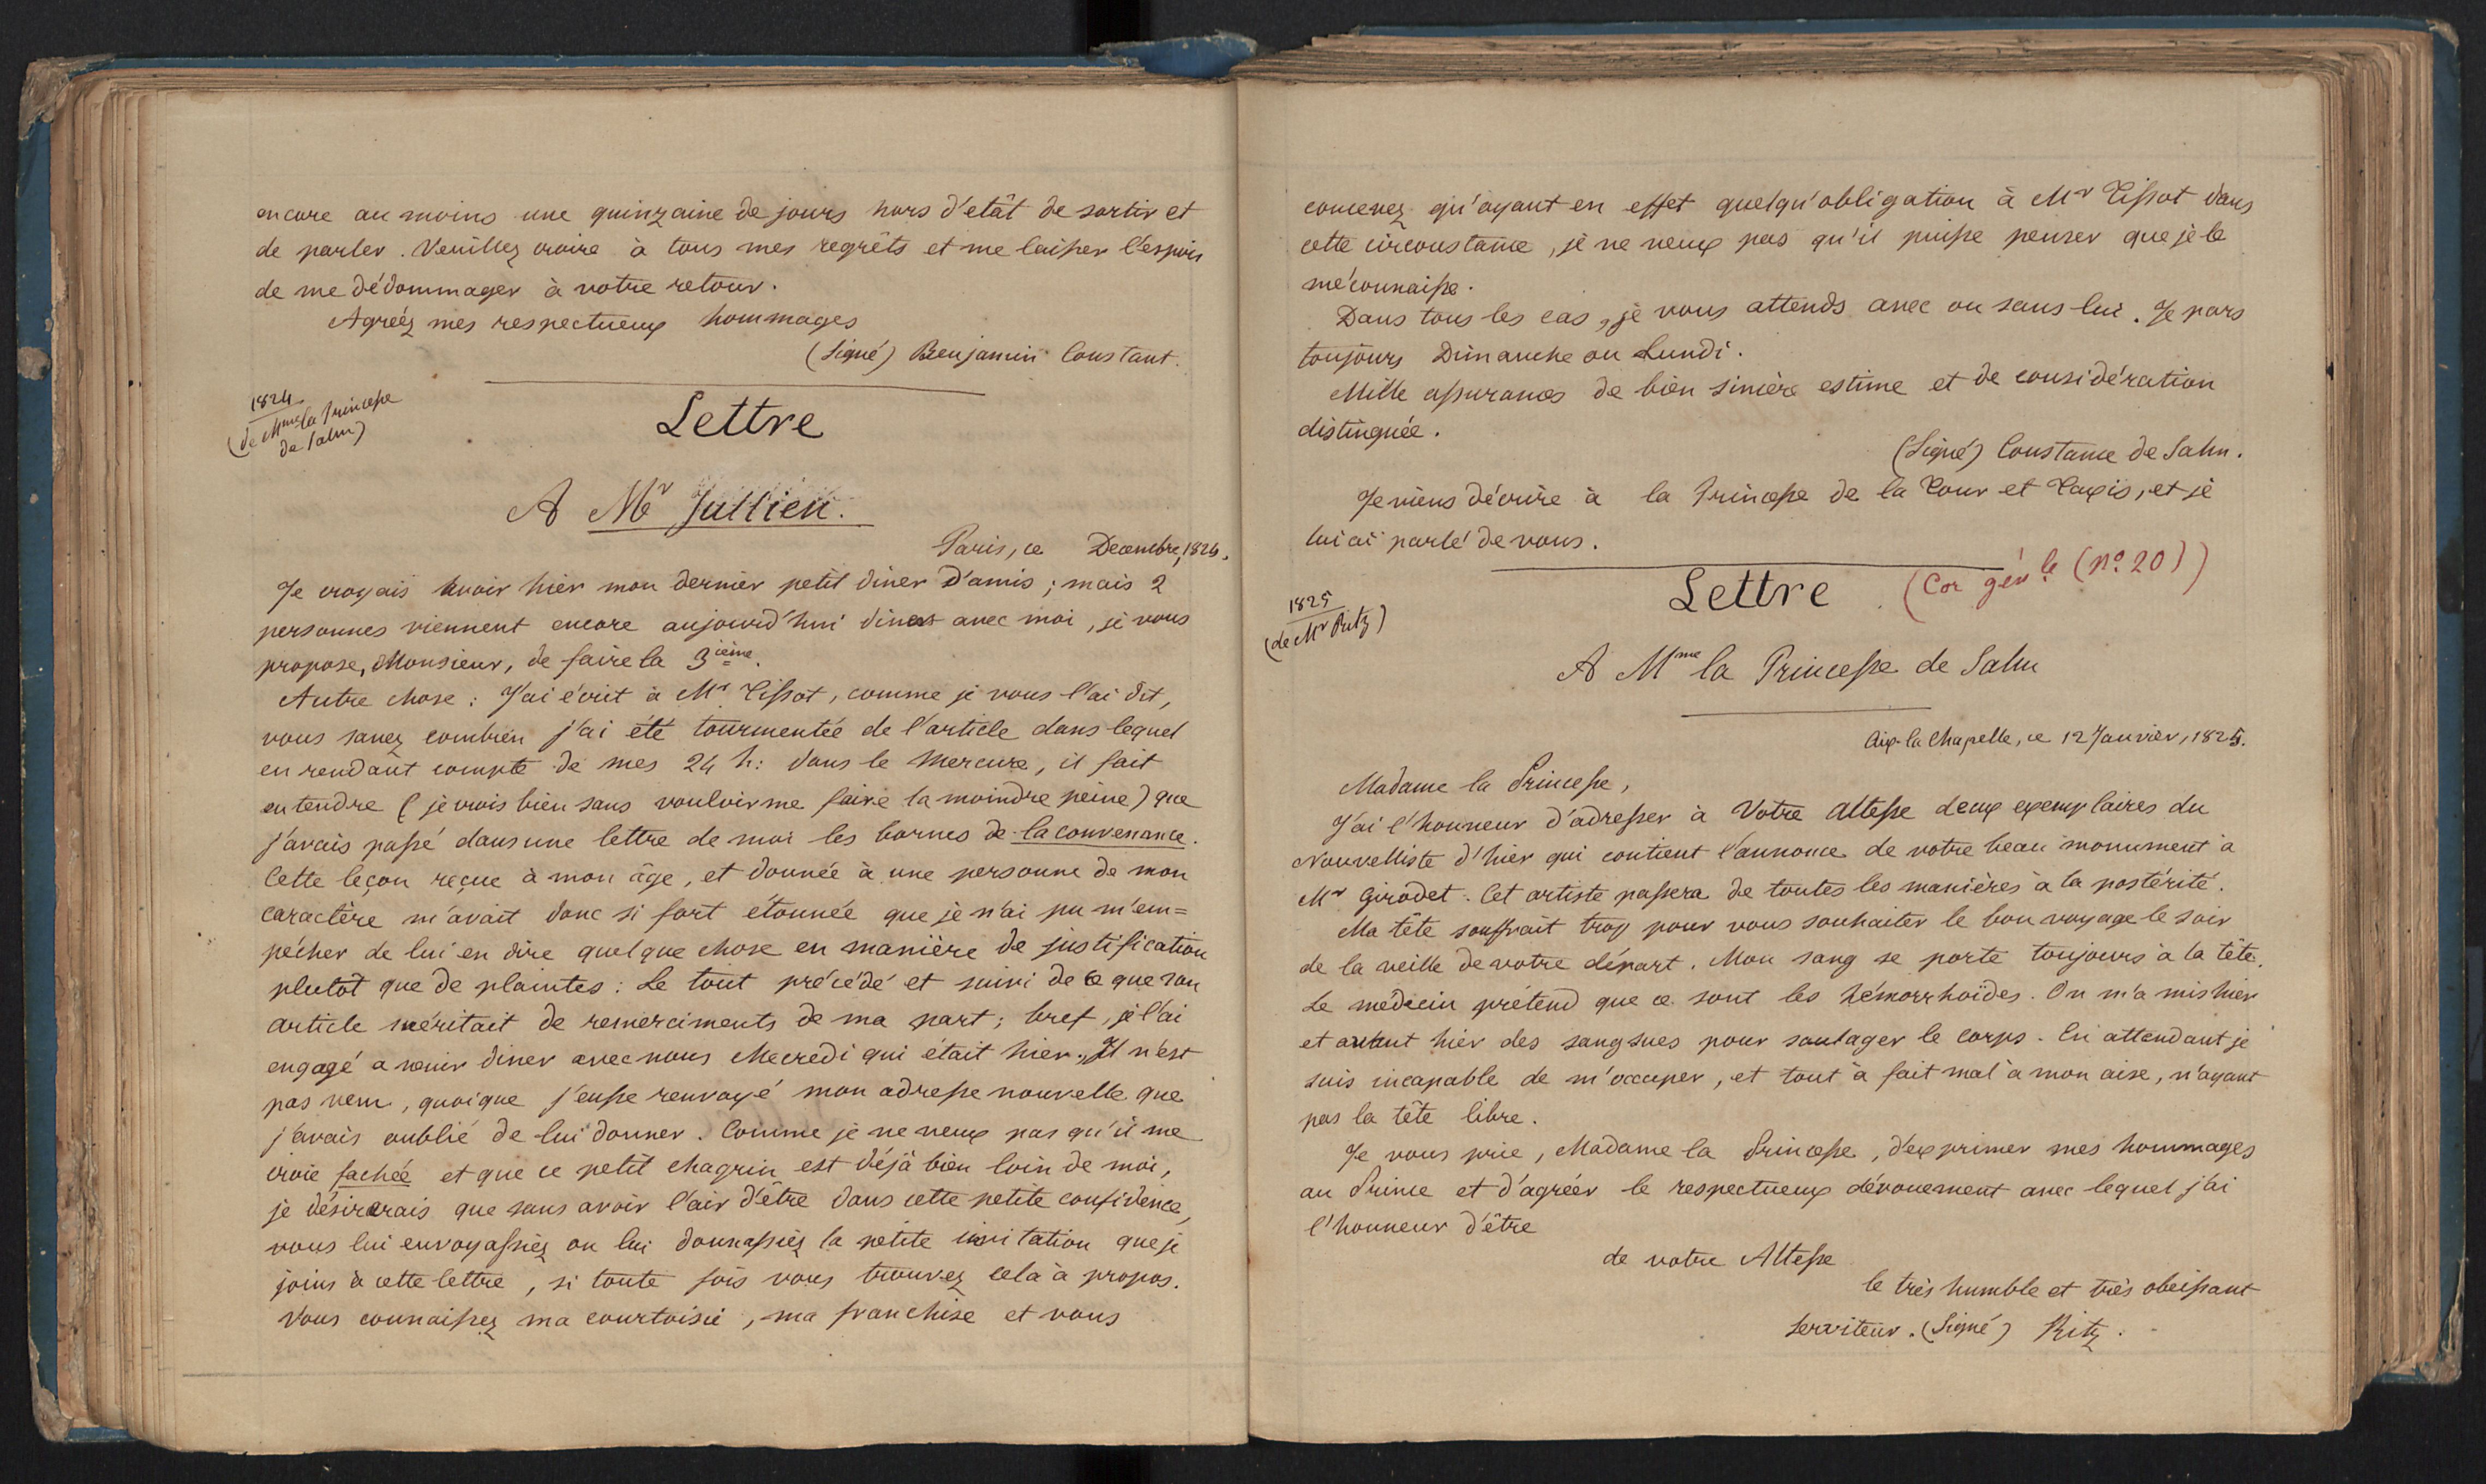 encore au moins une quinzaine de jours hors d'etât de sortir et
de parler. Veuillez croire à tous mes regrêts et me laisser l'espoir
de me dédommager à votre retour.
Agréez mes respectueux hommages
(Signé) Benjamin Constant.
1824
(de Mme la Princesse
de Salm)
Lettre
A Mr Jullien.
Paris, ce Decembre, 1824.
Je croyais avoir hier mon dernier petit diner d'amis; mais 2
personnes viennent encore aujourd'hui diner avec moi, je vous
propose, Monsieur, de faire la 3ième.
Autre chose: J'ai écrit à Mr Tissot, comme je vous l'ai dit,
vous savez combien j'ai été tourmentée de l'article dans lequel
en rendant compte de mes 24 h: dans le Mercure, il fait
entendre (je crois bien sans vouloir me faire la moindre peine) que
j'avais passé dans une lettre de moi les bornes de la convenance.
Cette leçon reçue à mon âge, et donnée à une personne de mon
caractère m'avait donc si fort étonnée que je n'ai pu m'em=
pêcher de lui en dire quelque chose en manière de justification
plutôt que de plaintes: Le tout précédé et suivi de ce que son
article méritait de remerciments de ma part; bref, je l'ai
engagé a venir diner avec nous Mecredi qui était hier. Il n'est
pas venu, quoique j'eusse renvoyé mon adresse nouvelle que
j'avais oublié de lui donner. Comme je ne veux pas qu'il me
croie fachée et que ce petit chagrin est déjà bien loin de moi,
je désirerais que sans avoir l'air d'être dans cette petite confidence,
vous lui envoyassiez ou lui donnassiez la petite invitation que je
joins à cette lettre, si toute fois vous trouvez cela à propos.
Vous connaissez ma courtoisie, ma franchise et vous
concevez qu'ayant en effet quelqu'obligation à Mr Tissot dans
cette circonstance, je ne veux pas qu'il puisse penser que je le
méconnaisse.
Dans tous les cas, je vous attends avec ou sans lui. Je pars
toujours Dimanche ou Lundi.
Mille assurances de bien sincère estime et de considération
distinguée.
(Signé) Constance de Salm.
Je viens d'écrire à la Princesse de la Tour et Taxis, et je
lui ai parlé de vous.
1825
(de Mr Ritz)
Lettre. (Cor génle (No. 20))
A Mme la Princesse de Salm
Aix-la Chapelle, ce 12 Janvier, 1825.
Madame la Princesse,
J'ai l'honneur d'adresser à Votre Altesse deux exemplaires du
Nouvelliste d'hier qui contient l'annonce de votre beau monument à
Mr Girodet. Cet artiste passera de toutes les manières à la postérité.
Ma tête souffrait trop pour vous souhaiter le bon voyage le soir
de la veille de votre départ. Mon sang se porte toujours à la tête.
Le medecin prétend que ce sont les hémorrhoïdes. On m'a mis hier
et avant hier des sangsues pour soulager le corps. En attendant je
suis incapable de m'occuper, et tout à fait mal à mon aise, n'ayant
pas la tête libre.
Je vous prie, Madame la Princesse, d'exprimer mes hommages
au Prince et d'agréer le respectueux dévouement avec lequel j'ai
l'honneur d'être
de votre Altesse
le très humble et très obeissant
serviteur. (Signé) Ritz.